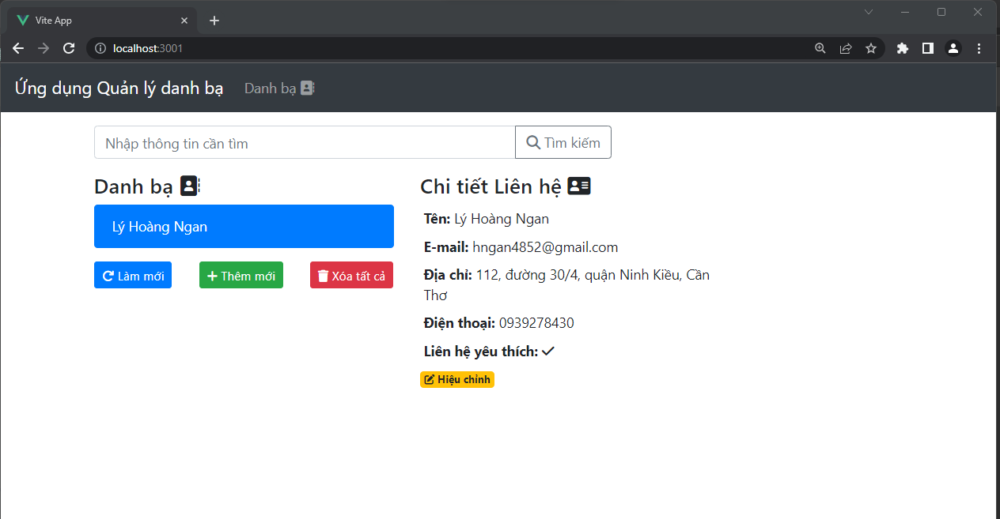 Vite App
localhost:3001
Ứng dụng Quản lý danh bạ Danh bạ
Nhập thông tin cần tìm Tìm kiếm
Danh bạ
Lý Hoàng Ngan
Làm mới Thêm mới Xóa tất cả
Chi tiết Liên hệ
Tên: Lý Hoàng Ngan
E-mail: hngan4852@gmail.com
Địa chỉ: 112, đường 30/4, quận Ninh Kiều, Cần
Thơ
Điện thoại: 0939278430
Liên hệ yêu thích:
Hiệu chỉnh